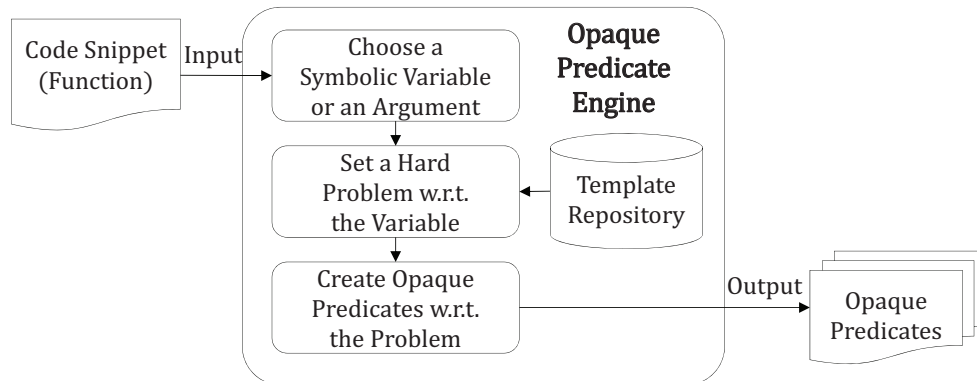 Code Snippet
(Function)
Input
Choose a
Symbolic Variable
or an Argument
Opaque
Predicate
Engine
Set a Hard
Problem w.r.t.
the Variable
Template
Repository
Create Opaque
Predicates w.r.t.
the Problem
Output
Opaque
Predicates